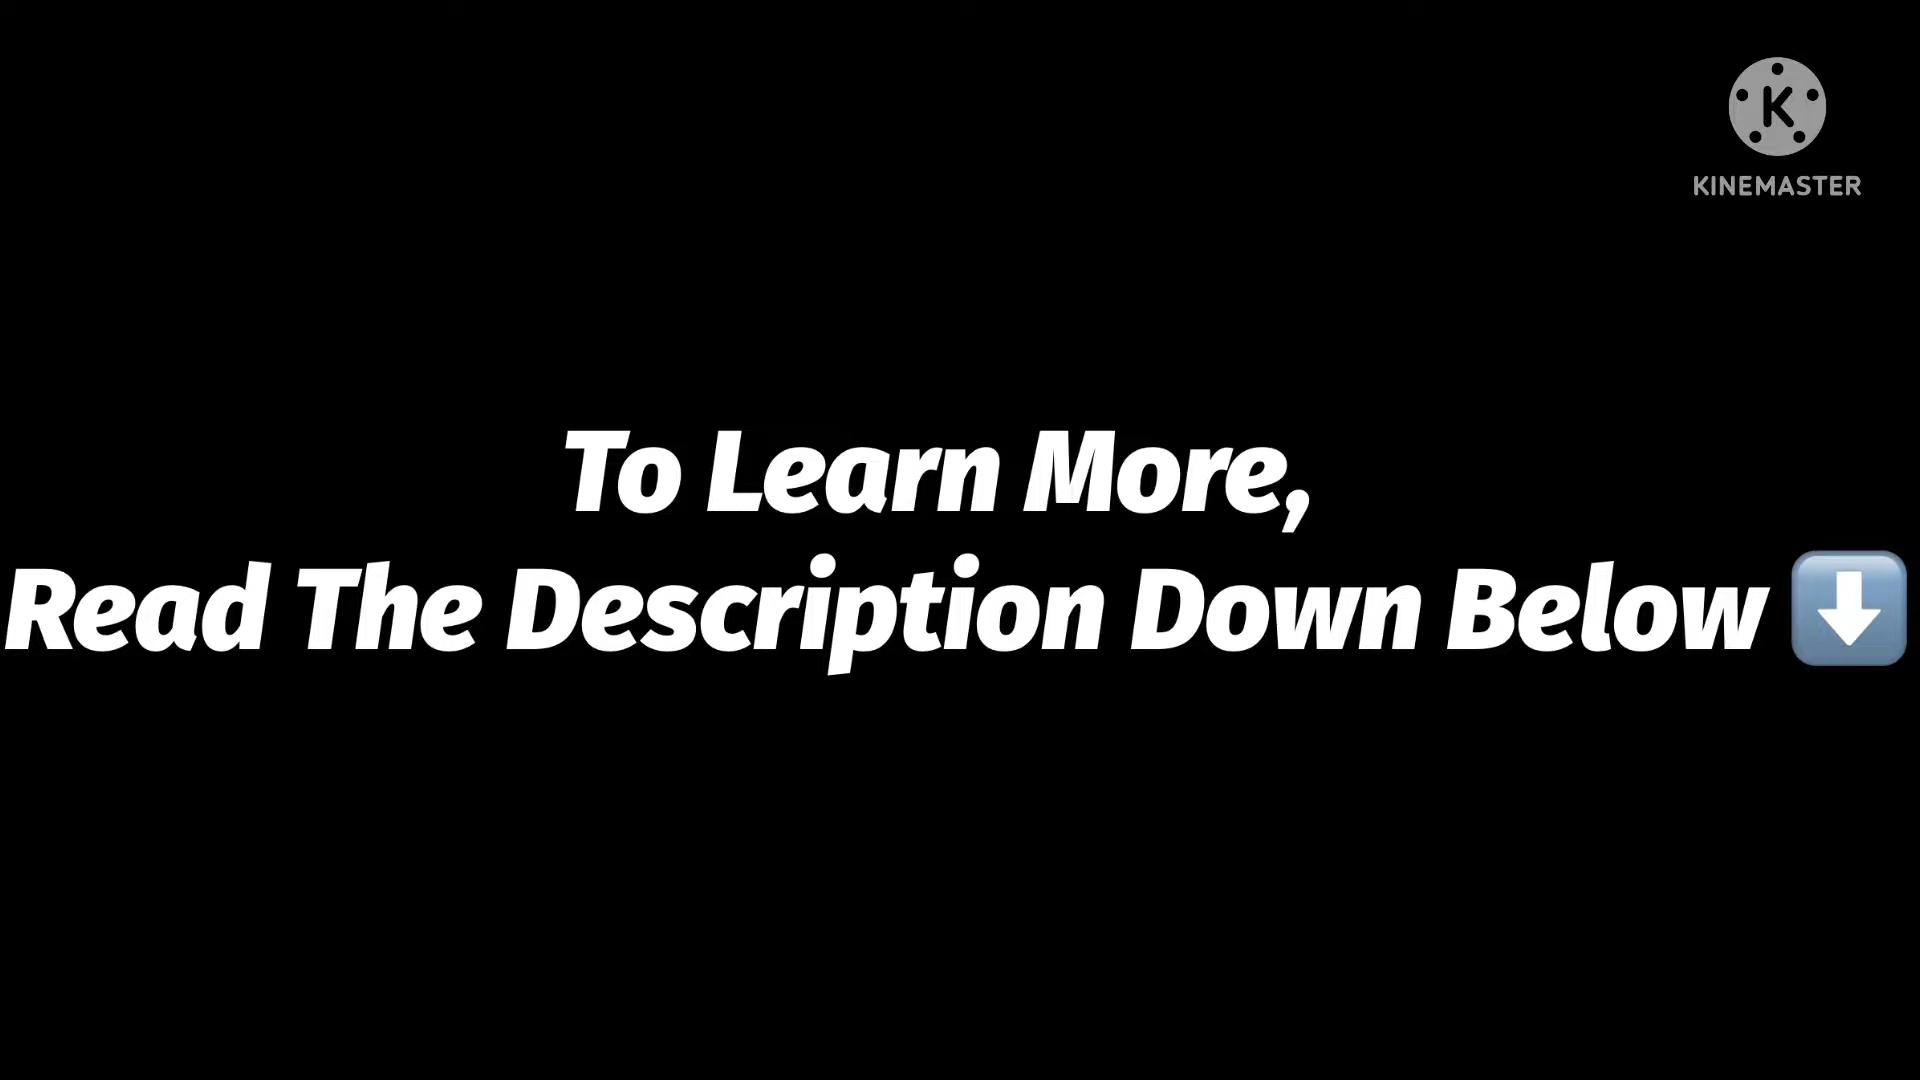 K
KINEMASTER
To Learn More,
Read The Description Down Below ⬇️